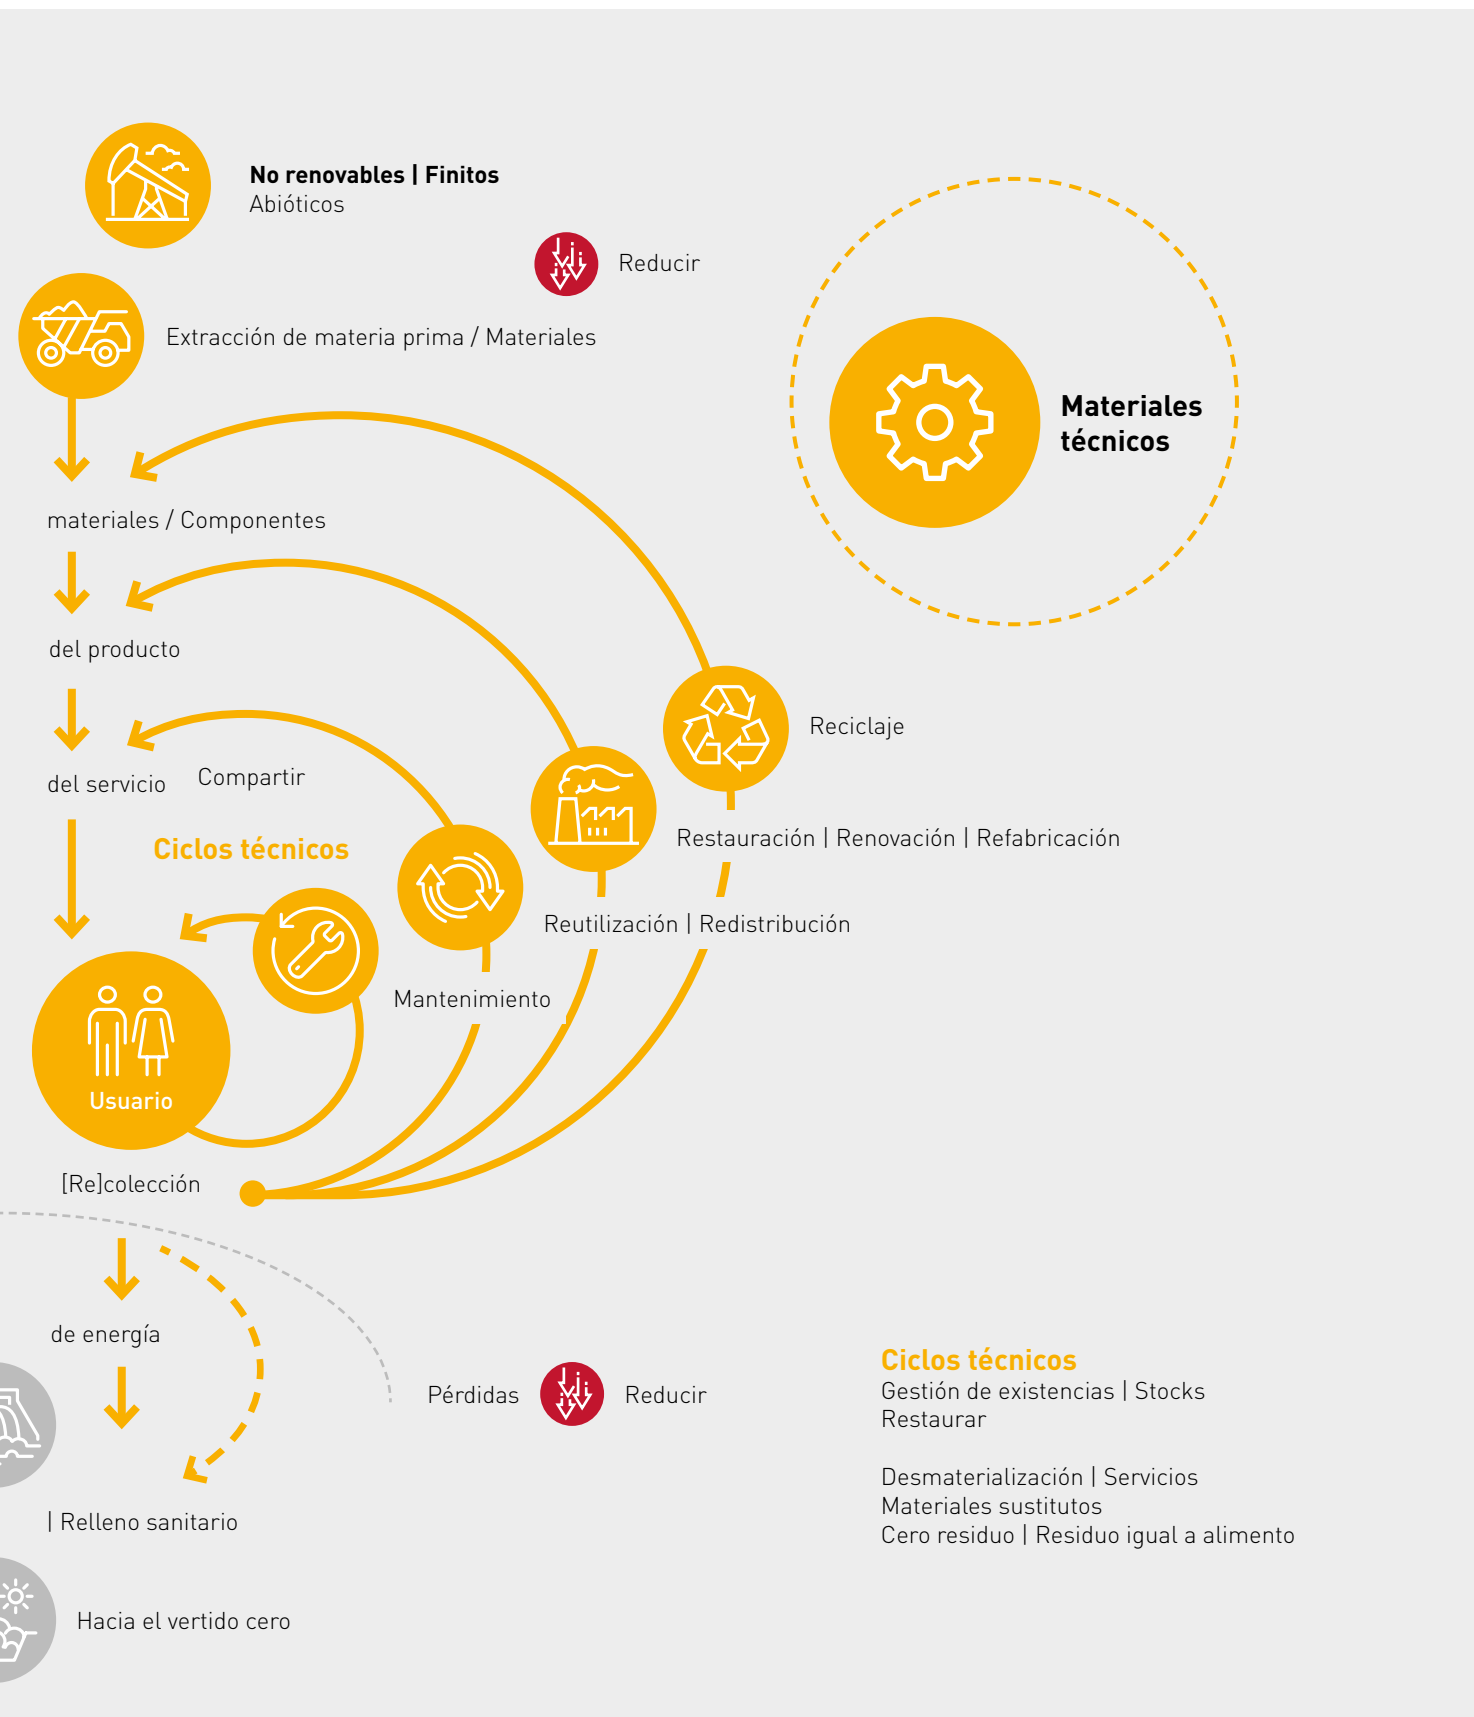 No renovables | Finitos
Abióticos
Reducir
Extracción de materia prima / Materiales
Materiales
técnicos
materiales / Componentes
del producto
Reciclaje
del servicio
Compartir
Restauración | Renovación | Refabricación
Ciclos técnicos
Reutilización | Redistribución
Mantenimiento
Usuario
[Re]colección
de energía
Pérdidas
Reducir
Ciclos técnicos
Gestión de existencias | Stocks
Restaurar
Desmaterialización | Servicios
Materiales sustitutos
Cero residuo | Residuo igual a alimento
| Relleno sanitario
Hacia el vertido cero